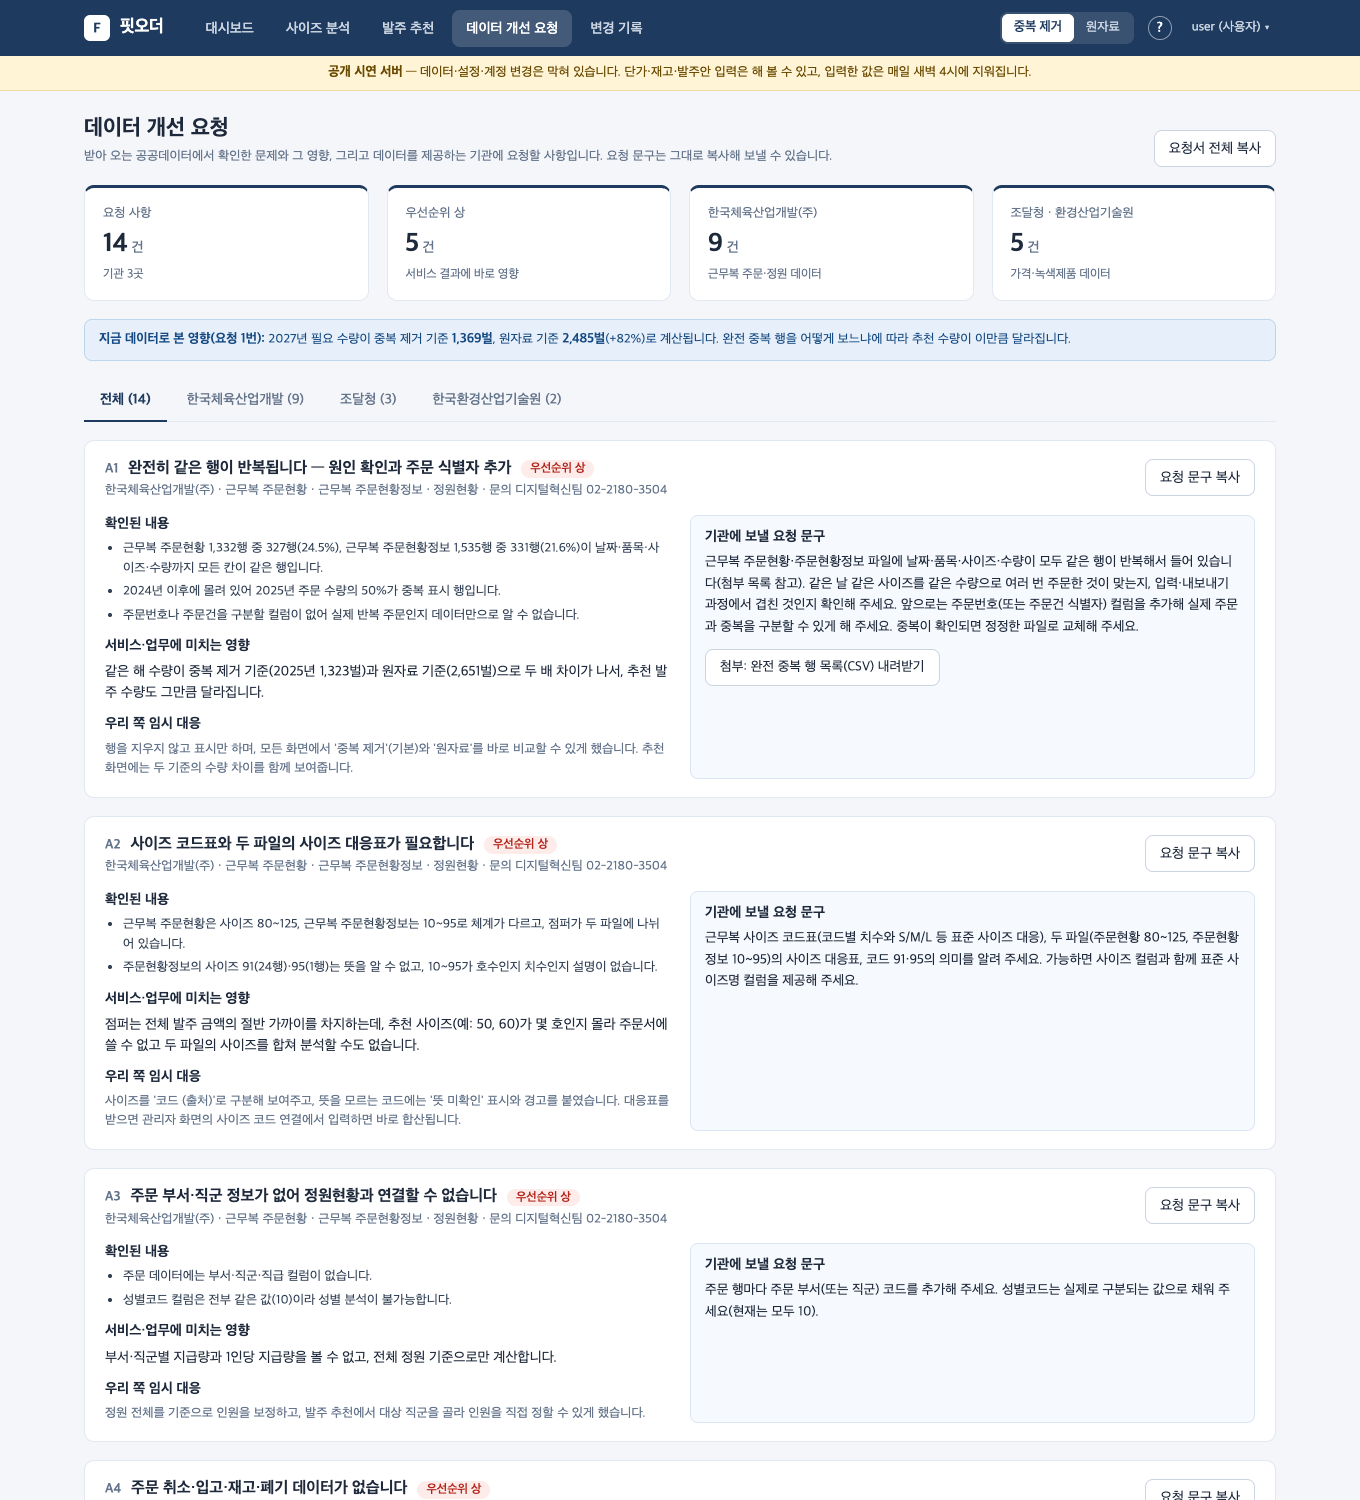 F 핏오더 대시보드 사이즈 분석 발주 추천 데이터 개선 요청 변경 기록 중복 제거 원자료 ? user (사용자) ▾
공개 시연 서버 — 데이터·설정·계정 변경은 막혀 있습니다. 단가·재고·발주안 입력은 해 볼 수 있고, 입력한 값은 매일 새벽 4시에 지워집니다.
데이터 개선 요청
받아 오는 공공데이터에서 확인한 문제와 그 영향, 그리고 데이터를 제공하는 기관에 요청할 사항입니다. 요청 문구는 그대로 복사해 보낼 수 있습니다.
요청서 전체 복사
요청 사항
14 건
기관 3곳
우선순위 상
5 건
서비스 결과에 바로 영향
한국체육산업개발(주)
9 건
근무복 주문·정원 데이터
조달청 · 환경산업기술원
5 건
가격·녹색제품 데이터
지금 데이터로 본 영향(요청 1번): 2027년 필요 수량이 중복 제거 기준 1,369벌, 원자료 기준 2,485벌(+82%)로 계산됩니다. 완전 중복 행을 어떻게 보느냐에 따라 추천 수량이 이만큼 달라집니다.
전체 (14) 한국체육산업개발 (9) 조달청 (3) 한국환경산업기술원 (2)
A1 완전히 같은 행이 반복됩니다 — 원인 확인과 주문 식별자 추가 우선순위 상
한국체육산업개발(주) · 근무복 주문현황 · 근무복 주문현황정보 · 정원현황 · 문의 디지털혁신팀 02-2180-3504
요청 문구 복사
확인된 내용
• 근무복 주문현황 1,332행 중 327행(24.5%), 근무복 주문현황정보 1,535행 중 331행(21.6%)이 날짜·품목·사
이즈·수량까지 모든 칸이 같은 행입니다.
• 2024년 이후에 몰려 있어 2025년 주문 수량의 50%가 중복 표시 행입니다.
• 주문번호나 주문건을 구분할 컬럼이 없어 실제 반복 주문인지 데이터만으로 알 수 없습니다.
서비스·업무에 미치는 영향
같은 해 수량이 중복 제거 기준(2025년 1,323벌)과 원자료 기준(2,651벌)으로 두 배 차이가 나서, 추천 발
주 수량도 그만큼 달라집니다.
우리 쪽 임시 대응
행을 지우지 않고 표시만 하며, 모든 화면에서 '중복 제거'(기본)와 '원자료'를 바로 비교할 수 있게 했습니다. 추천
화면에는 두 기준의 수량 차이를 함께 보여줍니다.
기관에 보낼 요청 문구
근무복 주문현황·주문현황정보 파일에 날짜·품목·사이즈·수량이 모두 같은 행이 반복해서 들어 있습니
다(첨부 목록 참고). 같은 날 같은 사이즈를 같은 수량으로 여러 번 주문한 것이 맞는지, 입력·내보내기
과정에서 겹친 것인지 확인해 주세요. 앞으로는 주문번호(또는 주문건 식별자) 컬럼을 추가해 실제 주문
과 중복을 구분할 수 있게 해 주세요. 중복이 확인되면 정정한 파일로 교체해 주세요.
첨부: 완전 중복 행 목록(CSV) 내려받기
A2 사이즈 코드표와 두 파일의 사이즈 대응표가 필요합니다 우선순위 상
한국체육산업개발(주) · 근무복 주문현황 · 근무복 주문현황정보 · 정원현황 · 문의 디지털혁신팀 02-2180-3504
요청 문구 복사
확인된 내용
• 근무복 주문현황은 사이즈 80~125, 근무복 주문현황정보는 10~95로 체계가 다르고, 점퍼가 두 파일에 나뉘
어 있습니다.
• 주문현황정보의 사이즈 91(24행)·95(1행)는 뜻을 알 수 없고, 10~95가 호수인지 치수인지 설명이 없습니다.
서비스·업무에 미치는 영향
점퍼는 전체 발주 금액의 절반 가까이를 차지하는데, 추천 사이즈(예: 50, 60)가 몇 호인지 몰라 주문서에
쓸 수 없고 두 파일의 사이즈를 합쳐 분석할 수도 없습니다.
우리 쪽 임시 대응
사이즈를 '코드 (출처)'로 구분해 보여주고, 뜻을 모르는 코드에는 '뜻 미확인' 표시와 경고를 붙였습니다. 대응표를
받으면 관리자 화면의 사이즈 코드 연결에서 입력하면 바로 합산됩니다.
기관에 보낼 요청 문구
근무복 사이즈 코드표(코드별 치수와 S/M/L 등 표준 사이즈 대응), 두 파일(주문현황 80~125, 주문현황
정보 10~95)의 사이즈 대응표, 코드 91·95의 의미를 알려 주세요. 가능하면 사이즈 컬럼과 함께 표준 사
이즈명 컬럼을 제공해 주세요.
A3 주문 부서·직군 정보가 없어 정원현황과 연결할 수 없습니다 우선순위 상
한국체육산업개발(주) · 근무복 주문현황 · 근무복 주문현황정보 · 정원현황 · 문의 디지털혁신팀 02-2180-3504
요청 문구 복사
확인된 내용
• 주문 데이터에는 부서·직군·직급 컬럼이 없습니다.
• 성별코드 컬럼은 전부 같은 값(10)이라 성별 분석이 불가능합니다.
서비스·업무에 미치는 영향
부서·직군별 지급량과 1인당 지급량을 볼 수 없고, 전체 정원 기준으로만 계산합니다.
우리 쪽 임시 대응
정원 전체를 기준으로 인원을 보정하고, 발주 추천에서 대상 직군을 골라 인원을 직접 정할 수 있게 했습니다.
기관에 보낼 요청 문구
주문 행마다 주문 부서(또는 직군) 코드를 추가해 주세요. 성별코드는 실제로 구분되는 값으로 채워 주
세요(현재는 모두 10).
A4 주문 취소·입고·재고·폐기 데이터가 없습니다 우선순위 상
요청 문구 복사